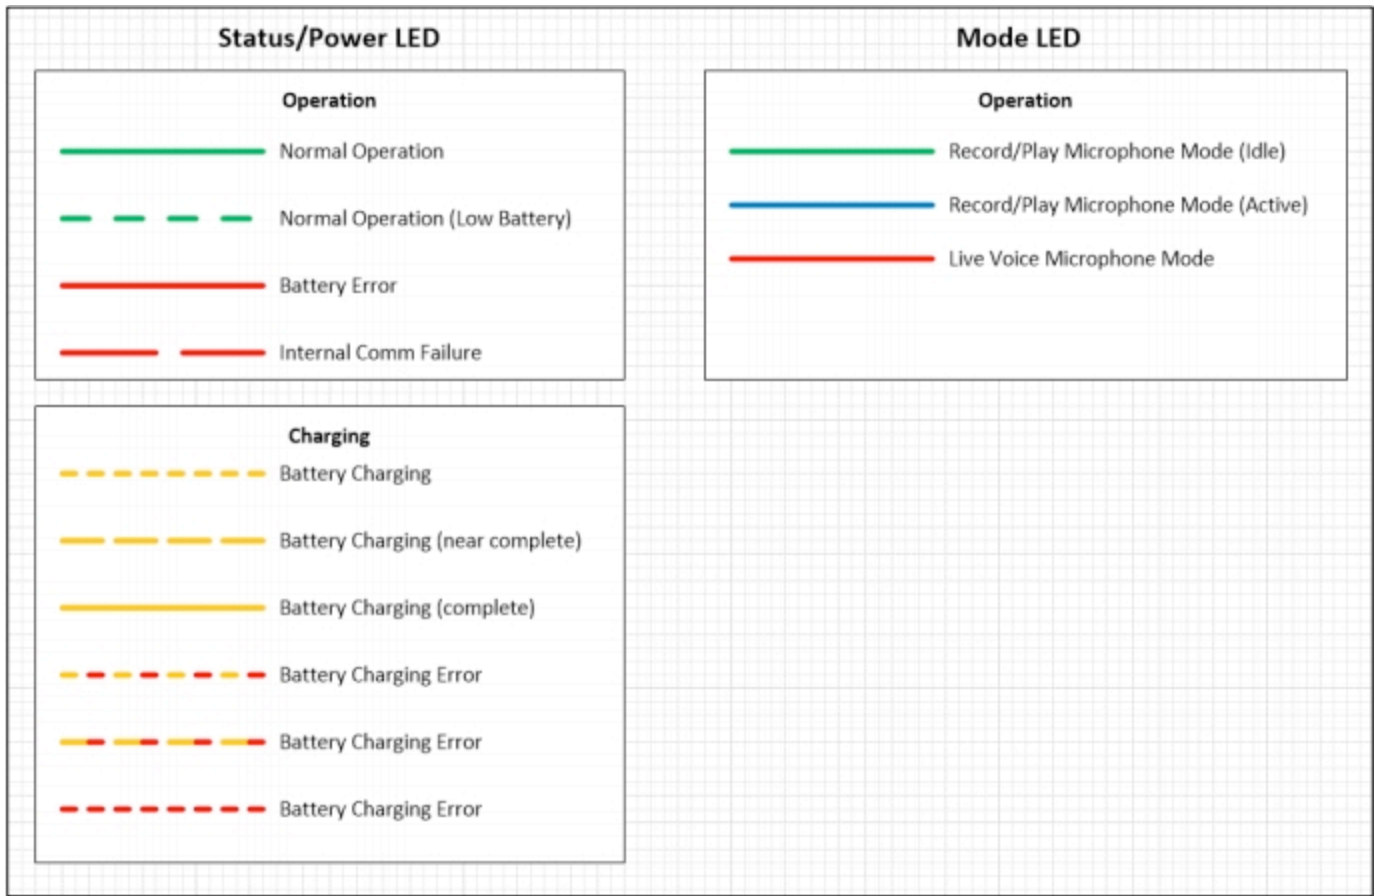 Status/Power LED
Operation
Normal Operation
Normal Operation (Low Battery)
Battery Error
Internal Comm Failure
Charging
Battery Charging
Battery Charging (near complete)
Battery Charging (complete)
Battery Charging Error
Battery Charging Error
Battery Charging Error
Mode LED
Operation
Record/Play Microphone Mode (Idle)
Record/Play Microphone Mode (Active)
Live Voice Microphone Mode